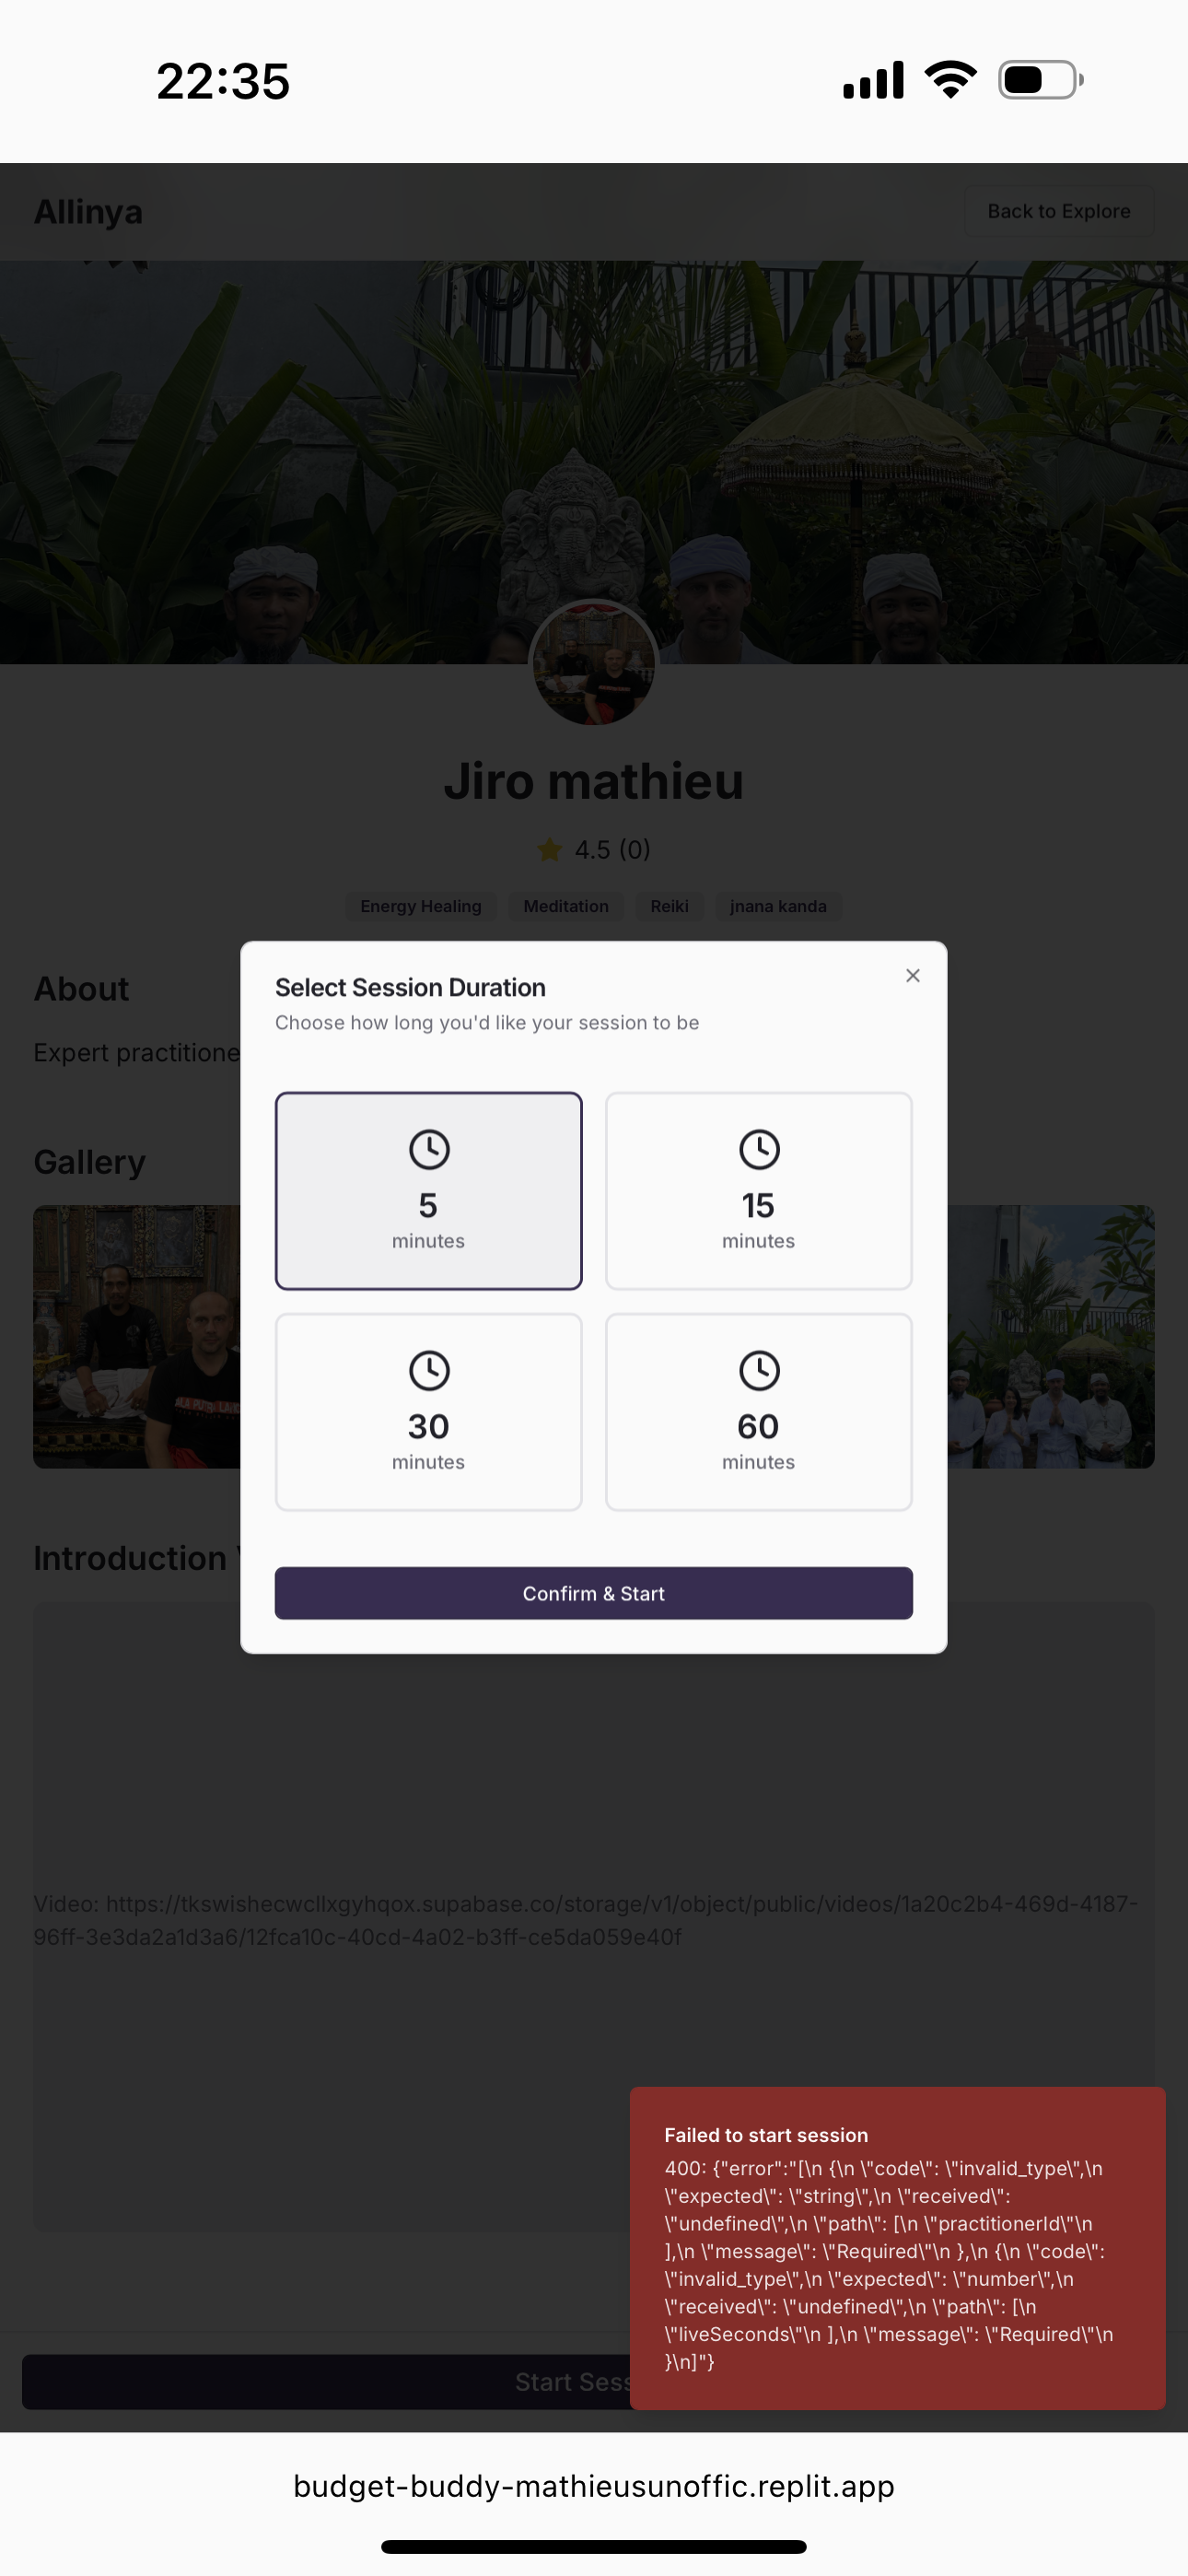 22:35
Allinya
Back to Explore
Jiro mathieu
4.5 (0)
Energy Healing
Meditation
Reiki
jnana kanda
About
Expert practitione
Gallery
Introduction
Select Session Duration
Choose how long you'd like your session to be
5
minutes
15
minutes
30
minutes
60
minutes
Confirm & Start
Video: https://tkswishecwcllxgyhqox.supabase.co/storage/v1/object/public/videos/1a20c2b4-469d-4187-
96ff-3e3da2a1d3a6/12fca10c-40cd-4a02-b3ff-ce5da059e40f
Failed to start session
400: {"error":"[\n {\n \"code\": \"invalid_type\",\n
\"expected\": \"string\",\n \"received\":
\"undefined\",\n \"path\": [\n \"practitionerId\"\n
],\n \"message\": \"Required\"\n },\n {\n \"code\":
\"invalid_type\",\n \"expected\": \"number\",\n
\"received\": \"undefined\",\n \"path\": [\n
\"liveSeconds\"\n ],\n \"message\": \"Required\"\n
}\n]"}
Start Sess
budget-buddy-mathieusunoffic.replit.app